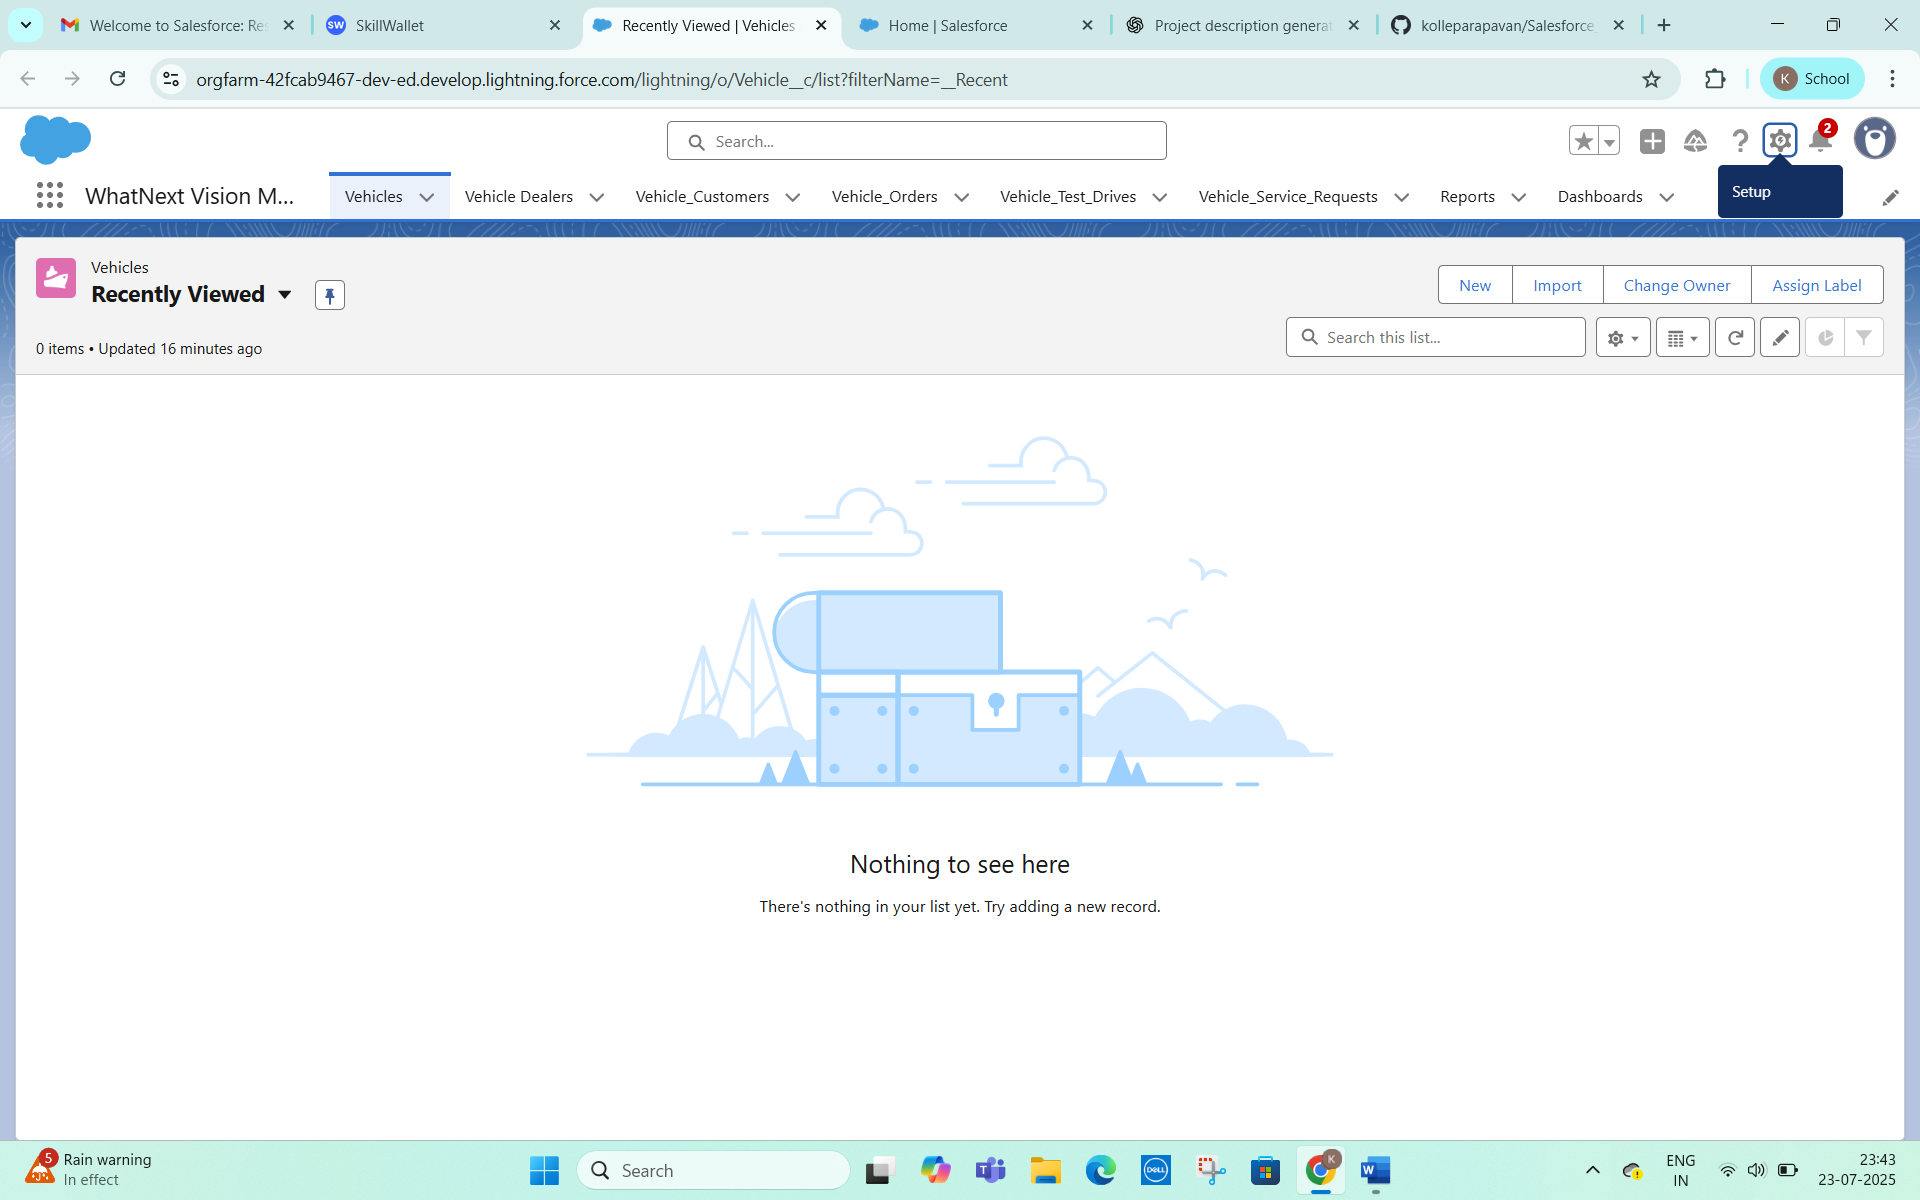 Welcome to Salesforce: Re
SkillWallet
Recently Viewed | Vehicles
Home | Salesforce
Project description generat
kolleparapavan/Salesforce
orgfarm-42fcab9467-dev-ed.develop.lightning.force.com/lightning/o/Vehicle__c/list?filterName=__Recent
K School
Search...
2
WhatNext Vision M...
Vehicles
Vehicle Dealers
Vehicle_Customers
Vehicle_Orders
Vehicle_Test_Drives
Vehicle_Service_Requests
Reports
Dashboards
Setup
Vehicles
Recently Viewed
New
Import
Change Owner
Assign Label
0 items • Updated 16 minutes ago
Search this list...
Nothing to see here
There's nothing in your list yet. Try adding a new record.
5
Rain warning
In effect
Search
DELL
K
ENG
IN
23:43
23-07-2025